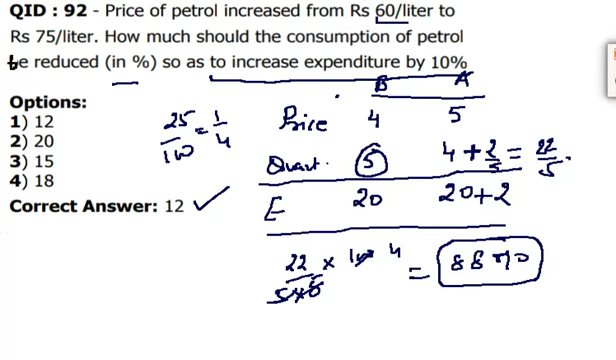 QID : 92 - Price of petrol increased from Rs 60/liter to
Rs 75/liter. How much should the consumption of petrol
be reduced (in %) so as to increase expenditure by 10%
Options:
1) 12
2) 20
3) 15
4) 18
Correct Answer: 12
25/100 = 1/4
B A
Price 4 5
Quant. 5 4 + 2/5 = 22/5
E 20 20+2
22/5×5 × 100 4 = 88%